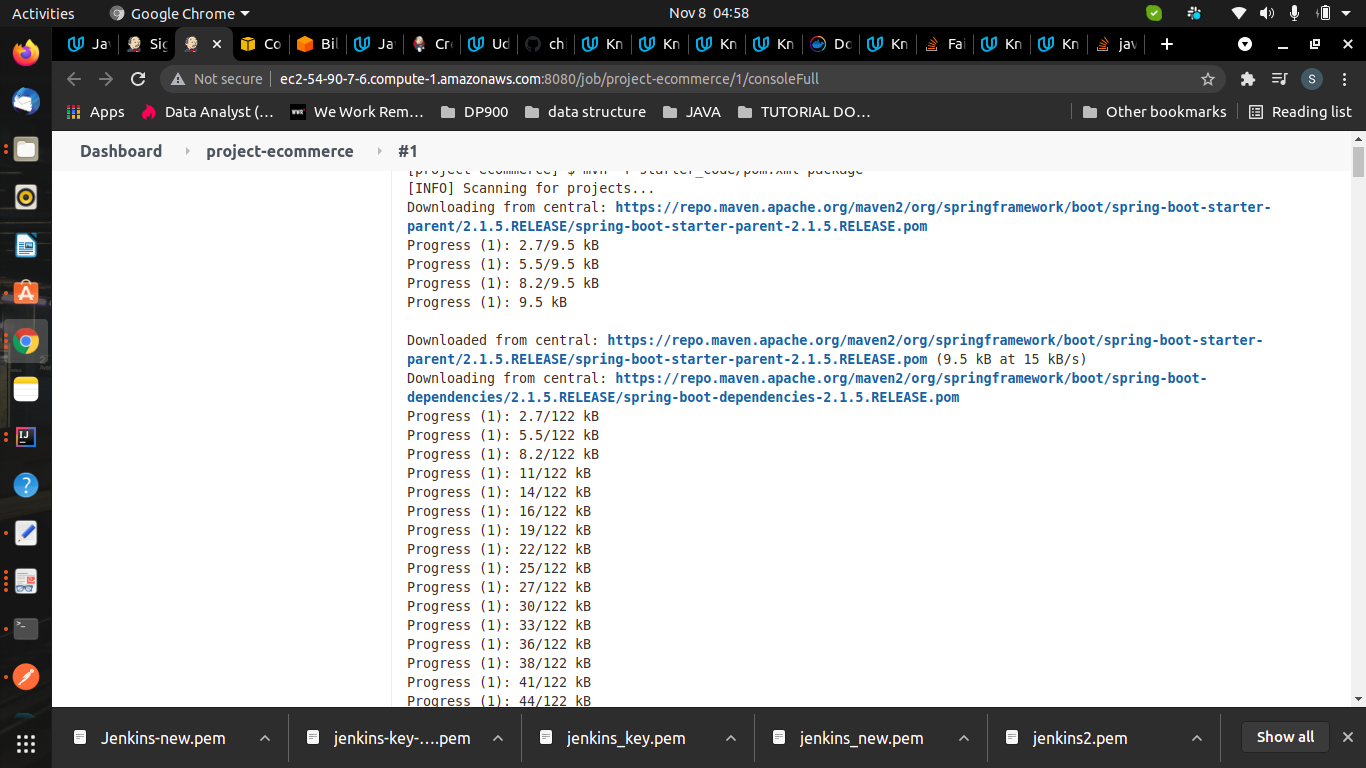 Activities
Google Chrome
Nov 8 04:58
Ja
Sig
Co
Bil
Ja
Cr
Ud
ch
Kn
Kn
Kn
Kn
Do
Kn
Fai
Kn
Kn
jav
Not secure
ec2-54-90-7-6.compute-1.amazonaws.com:8080/job/project-ecommerce/1/consoleFull
S
Apps
Data Analyst (…
We Work Rem…
DP900
data structure
JAVA
TUTORIAL DO…
Other bookmarks
Reading list
Dashboard
project-ecommerce
#1
[project-ecommerce] $ mvn -f starter_code/pom.xml package
[INFO] Scanning for projects...
Downloading from central: https://repo.maven.apache.org/maven2/org/springframework/boot/spring-boot-starter-
parent/2.1.5.RELEASE/spring-boot-starter-parent-2.1.5.RELEASE.pom
Progress (1): 2.7/9.5 kB
Progress (1): 5.5/9.5 kB
Progress (1): 8.2/9.5 kB
Progress (1): 9.5 kB
Downloaded from central: https://repo.maven.apache.org/maven2/org/springframework/boot/spring-boot-starter-
parent/2.1.5.RELEASE/spring-boot-starter-parent-2.1.5.RELEASE.pom (9.5 kB at 15 kB/s)
Downloading from central: https://repo.maven.apache.org/maven2/org/springframework/boot/spring-boot-
dependencies/2.1.5.RELEASE/spring-boot-dependencies-2.1.5.RELEASE.pom
Progress (1): 2.7/122 kB
Progress (1): 5.5/122 kB
Progress (1): 8.2/122 kB
Progress (1): 11/122 kB
Progress (1): 14/122 kB
Progress (1): 16/122 kB
Progress (1): 19/122 kB
Progress (1): 22/122 kB
Progress (1): 25/122 kB
Progress (1): 27/122 kB
Progress (1): 30/122 kB
Progress (1): 33/122 kB
Progress (1): 36/122 kB
Progress (1): 38/122 kB
Progress (1): 41/122 kB
Progress (1): 44/122 kB
Jenkins-new.pem
jenkins-key-….pem
jenkins_key.pem
jenkins_new.pem
jenkins2.pem
Show all